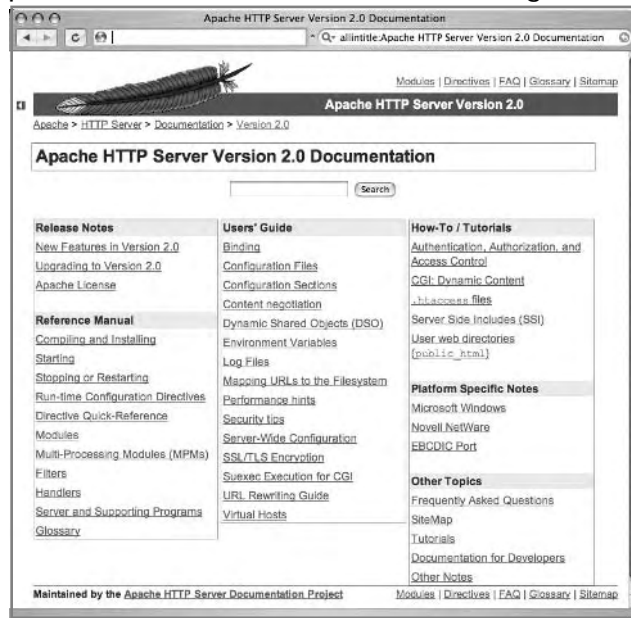 Apache HTTP Server Version 2.0 Documentation
allintitle:Apache HTTP Server Version 2.0 Documentation
Modules | Directives | FAQ | Glossary | Sitemap
Apache HTTP Server Version 2.0
Apache > HTTP Server > Documentation > Version 2.0
Apache HTTP Server Version 2.0 Documentation
Search
Release Notes
New Features in Version 2.0
Upgrading to Version 2.0
Apache License
Reference Manual
Compiling and Installing
Starting
Stopping or Restarting
Run-time Configuration Directives
Directive Quick-Reference
Modules
Multi-Processing Modules (MPMs)
Filters
Handlers
Server and Supporting Programs
Glossary
Users' Guide
Binding
Configuration Files
Configuration Sections
Content negotiation
Dynamic Shared Objects (DSO)
Environment Variables
Log Files
Mapping URLs to the Filesystem
Performance hints
Security tips
Server-Wide Configuration
SSL/TLS Encryption
Suexec Execution for CGI
URL Rewriting Guide
Virtual Hosts
How-To / Tutorials
Authentication, Authorization, and
Access Control
CGI: Dynamic Content
.htaccess files
Server Side Includes (SSI)
User web directories
(public_html)
Platform Specific Notes
Microsoft Windows
Novell NetWare
EBCDIC Port
Other Topics
Frequently Asked Questions
SiteMap
Tutorials
Documentation for Developers
Other Notes
Maintained by the Apache HTTP Server Documentation Project
Modules | Directives | FAQ | Glossary | Sitemap